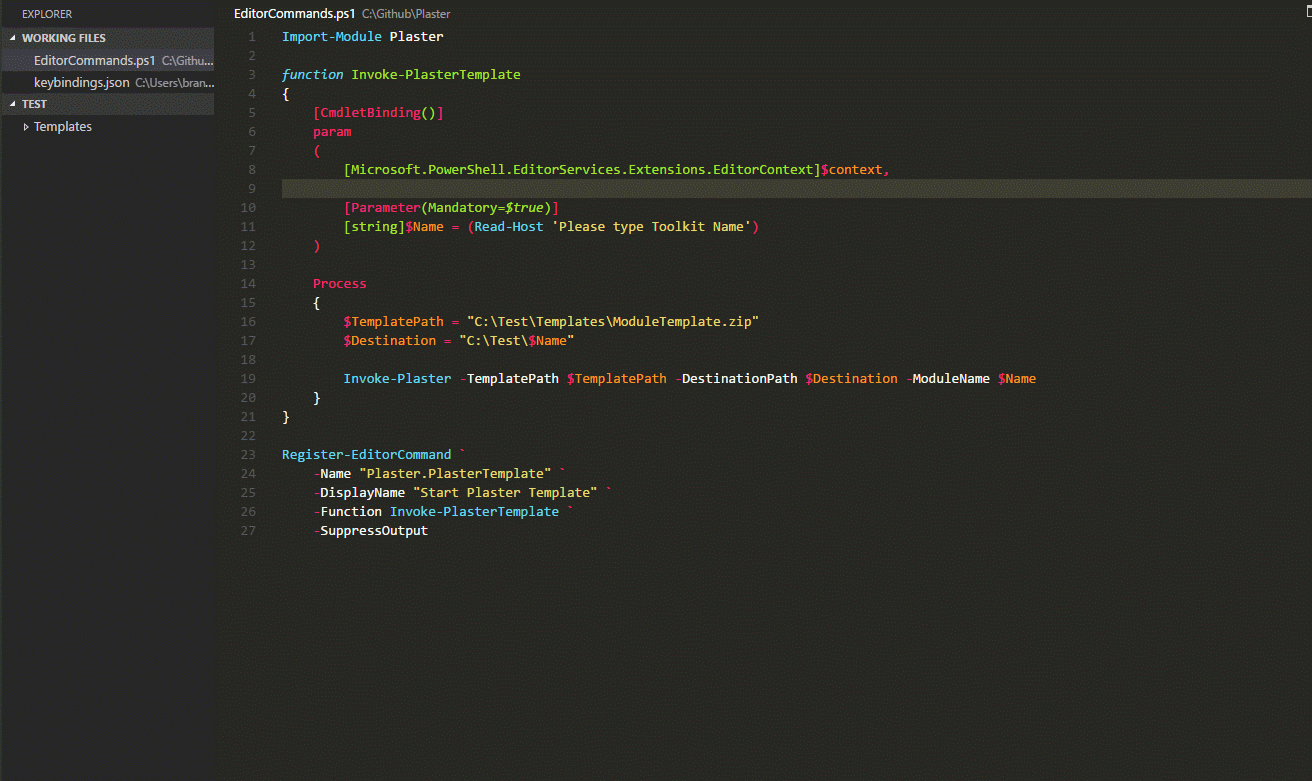 EXPLORER
WORKING FILES
EditorCommands.ps1 C:\Githu...
keybindings.json C:\Users\bran...
TEST
Templates
EditorCommands.ps1 C:\Github\Plaster
1 Import-Module Plaster
2
3 function Invoke-PlasterTemplate
4 {
5     [CmdletBinding()]
6     param
7     (
8         [Microsoft.PowerShell.EditorServices.Extensions.EditorContext]$context,
9
10         [Parameter(Mandatory=$true)]
11         [string]$Name = (Read-Host 'Please type Toolkit Name')
12     )
13
14     Process
15     {
16         $TemplatePath = "C:\Test\Templates\ModuleTemplate.zip"
17         $Destination = "C:\Test\$Name"
18
19         Invoke-Plaster -TemplatePath $TemplatePath -DestinationPath $Destination -ModuleName $Name
20     }
21 }
22
23 Register-EditorCommand `
24     -Name "Plaster.PlasterTemplate" `
25     -DisplayName "Start Plaster Template" `
26     -Function Invoke-PlasterTemplate `
27     -SuppressOutput